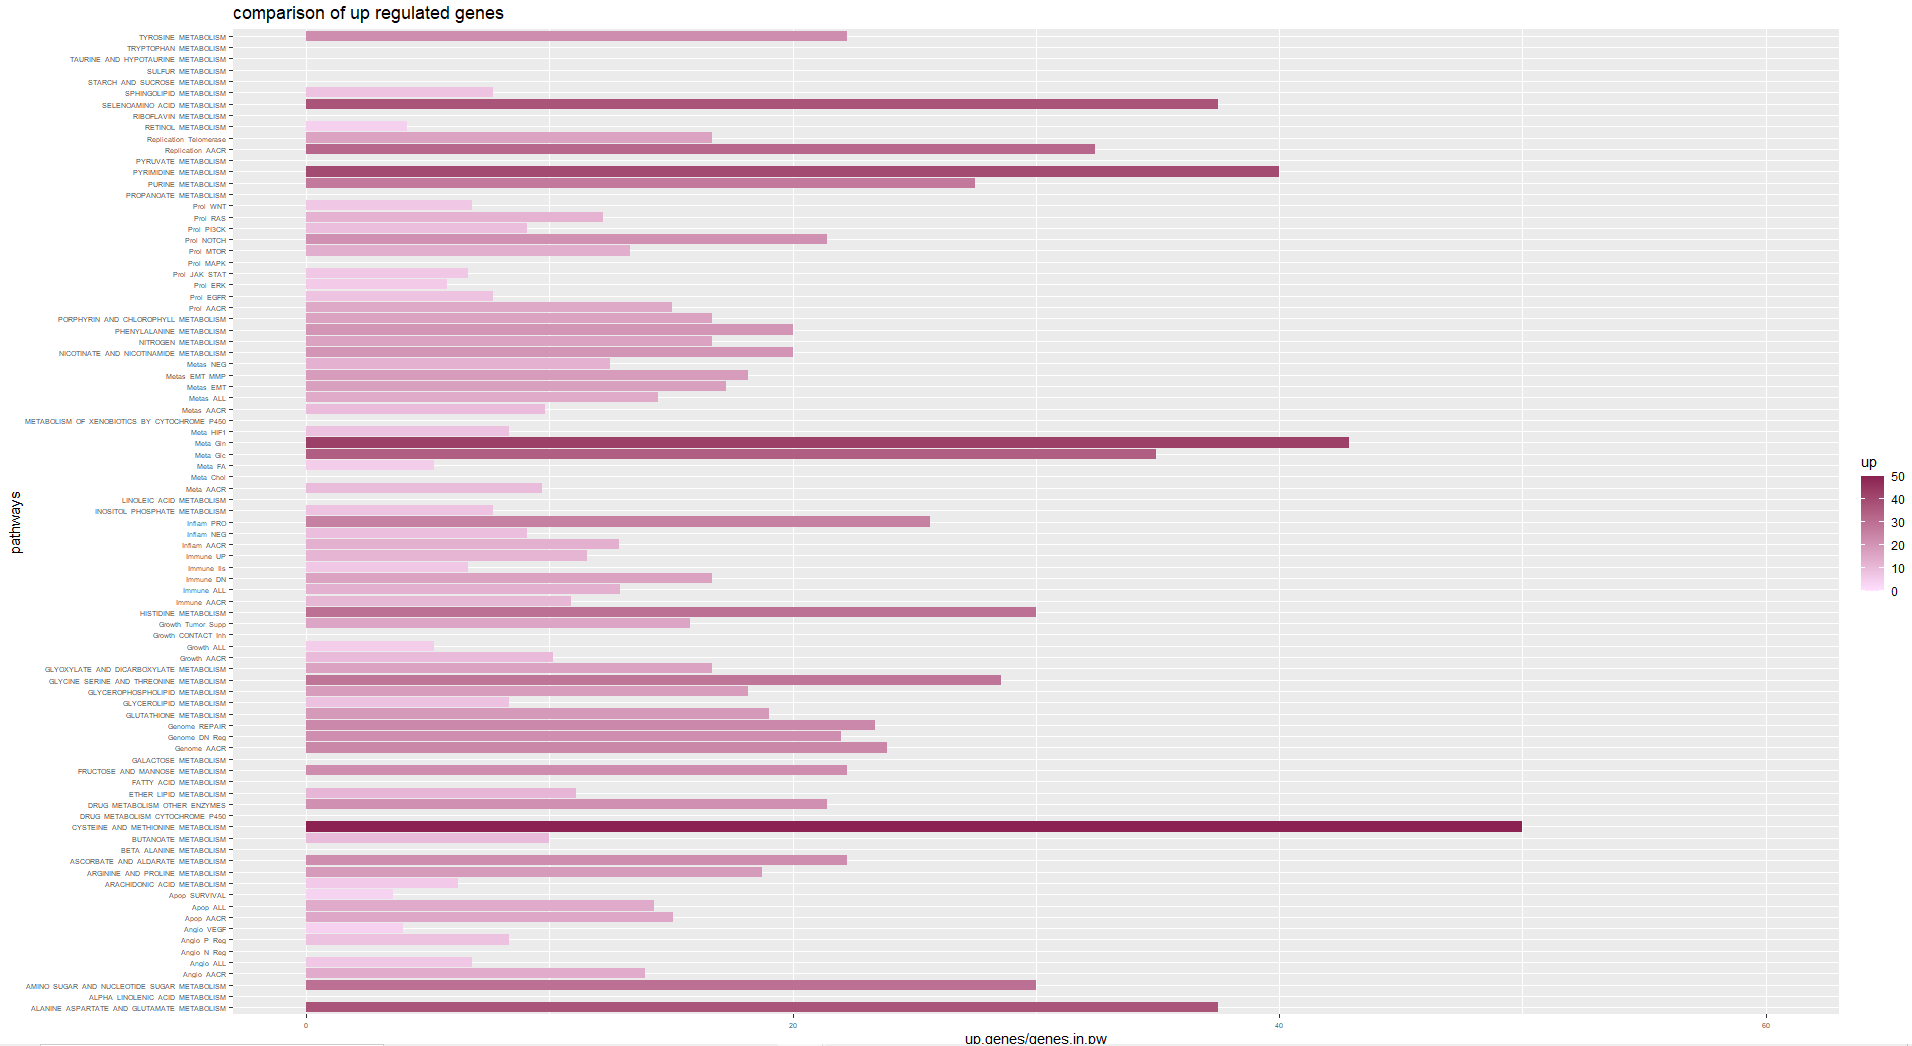 comparison of up regulated genes
TYROSINE METABOLISM
TRYPTOPHAN METABOLISM
TAURINE AND HYPOTAURINE METABOLISM
SULFUR METABOLISM
STARCH AND SUCROSE METABOLISM
SPHINGOLIPID METABOLISM
SELENOAMINO ACID METABOLISM
RIBOFLAVIN METABOLISM
RETINOL METABOLISM
Replication Telomerase
Replication AACR
PYRUVATE METABOLISM
PYRIMIDINE METABOLISM
PURINE METABOLISM
PROPANOATE METABOLISM
Prol WNT
Prol RAS
Prol PI3CK
Prol NOTCH
Prol MTOR
Prol MAPK
Prol JAK STAT
Prol ERK
Prol EGFR
Prol AACR
PORPHYRIN AND CHLOROPHYLL METABOLISM
PHENYLALANINE METABOLISM
NITROGEN METABOLISM
NICOTINATE AND NICOTINAMIDE METABOLISM
Metas NEG
Metas EMT MMP
Metas EMT
Metas ALL
Metas AACR
METABOLISM OF XENOBIOTICS BY CYTOCHROME P450
Meta HIF1
Meta Gln
Meta Glc
Meta FA
Meta Chol
Meta AACR
LINOLEIC ACID METABOLISM
INOSITOL PHOSPHATE METABOLISM
Inflam PRO
Inflam NEG
Inflam AACR
Immune UP
Immune Ils
Immune DN
Immune ALL
Immune AACR
HISTIDINE METABOLISM
Growth Tumor Supp
Growth CONTACT Inh
Growth ALL
Growth AACR
GLYOXYLATE AND DICARBOXYLATE METABOLISM
GLYCINE SERINE AND THREONINE METABOLISM
GLYCEROPHOSPHOLIPID METABOLISM
GLYCEROLIPID METABOLISM
GLUTATHIONE METABOLISM
Genome REPAIR
Genome DN Reg
Genome AACR
GALACTOSE METABOLISM
FRUCTOSE AND MANNOSE METABOLISM
FATTY ACID METABOLISM
ETHER LIPID METABOLISM
DRUG METABOLISM OTHER ENZYMES
DRUG METABOLISM CYTOCHROME P450
CYSTEINE AND METHIONINE METABOLISM
BUTANOATE METABOLISM
BETA ALANINE METABOLISM
ASCORBATE AND ALDARATE METABOLISM
ARGININE AND PROLINE METABOLISM
ARACHIDONIC ACID METABOLISM
Apop SURVIVAL
Apop ALL
Apop AACR
Angio VEGF
Angio P Reg
Angio N Reg
Angio ALL
Angio AACR
AMINO SUGAR AND NUCLEOTIDE SUGAR METABOLISM
ALPHA LINOLENIC ACID METABOLISM
ALANINE ASPARTATE AND GLUTAMATE METABOLISM
pathways
0 20 40 60
up.genes/genes.in.pw
up
50
40
30
20
10
0